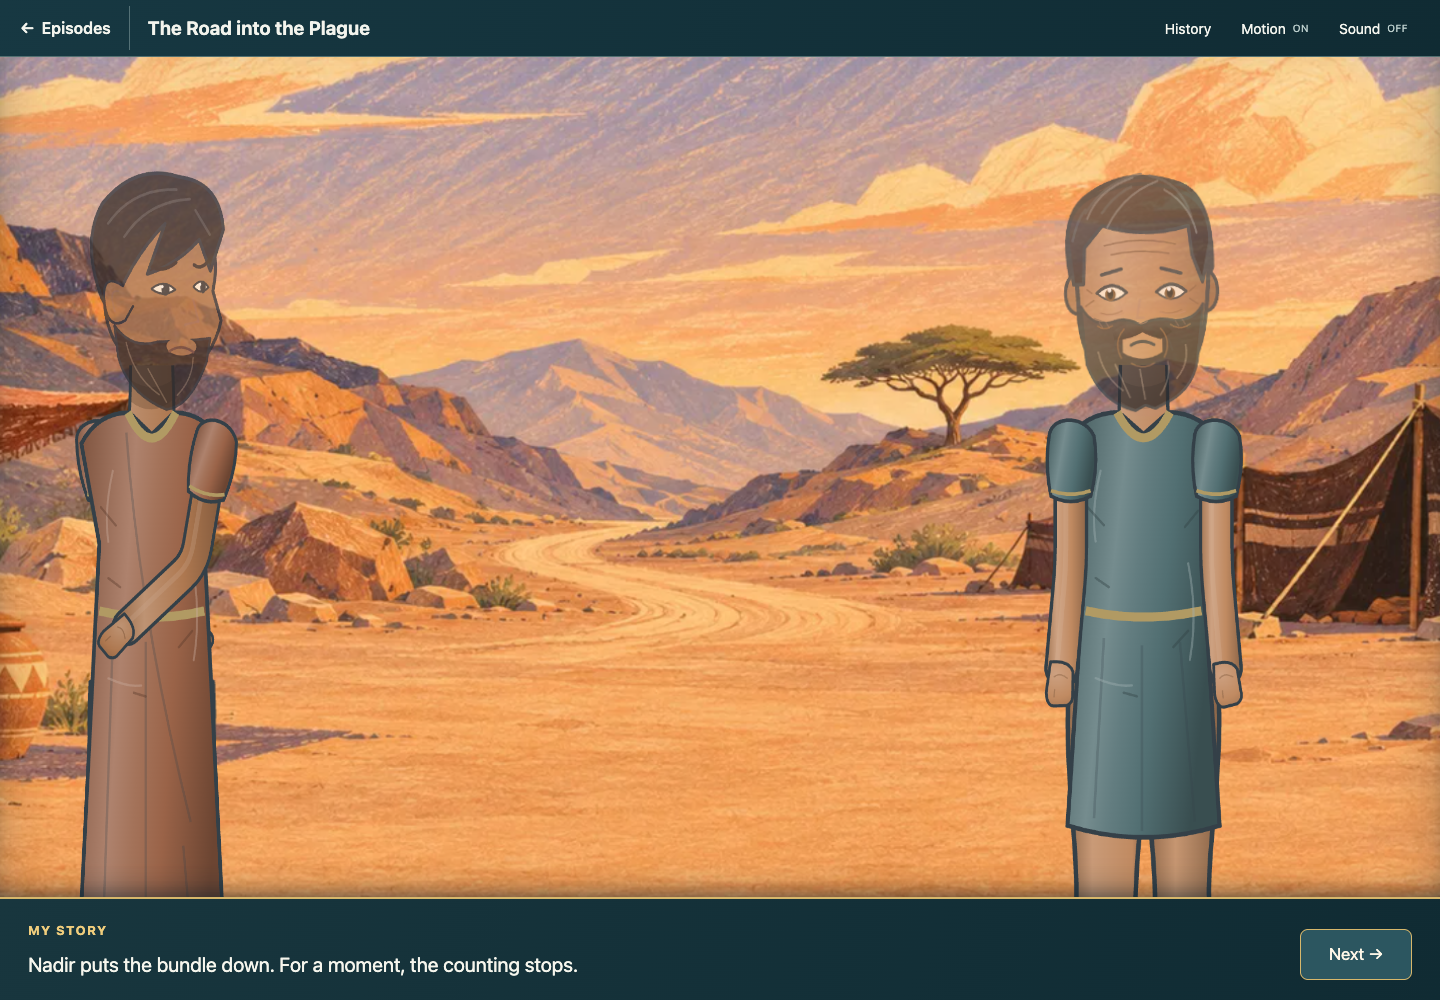 ← Episodes
The Road into the Plague
History
Motion ON
Sound OFF
MY STORY
Nadir puts the bundle down. For a moment, the counting stops.
Next →